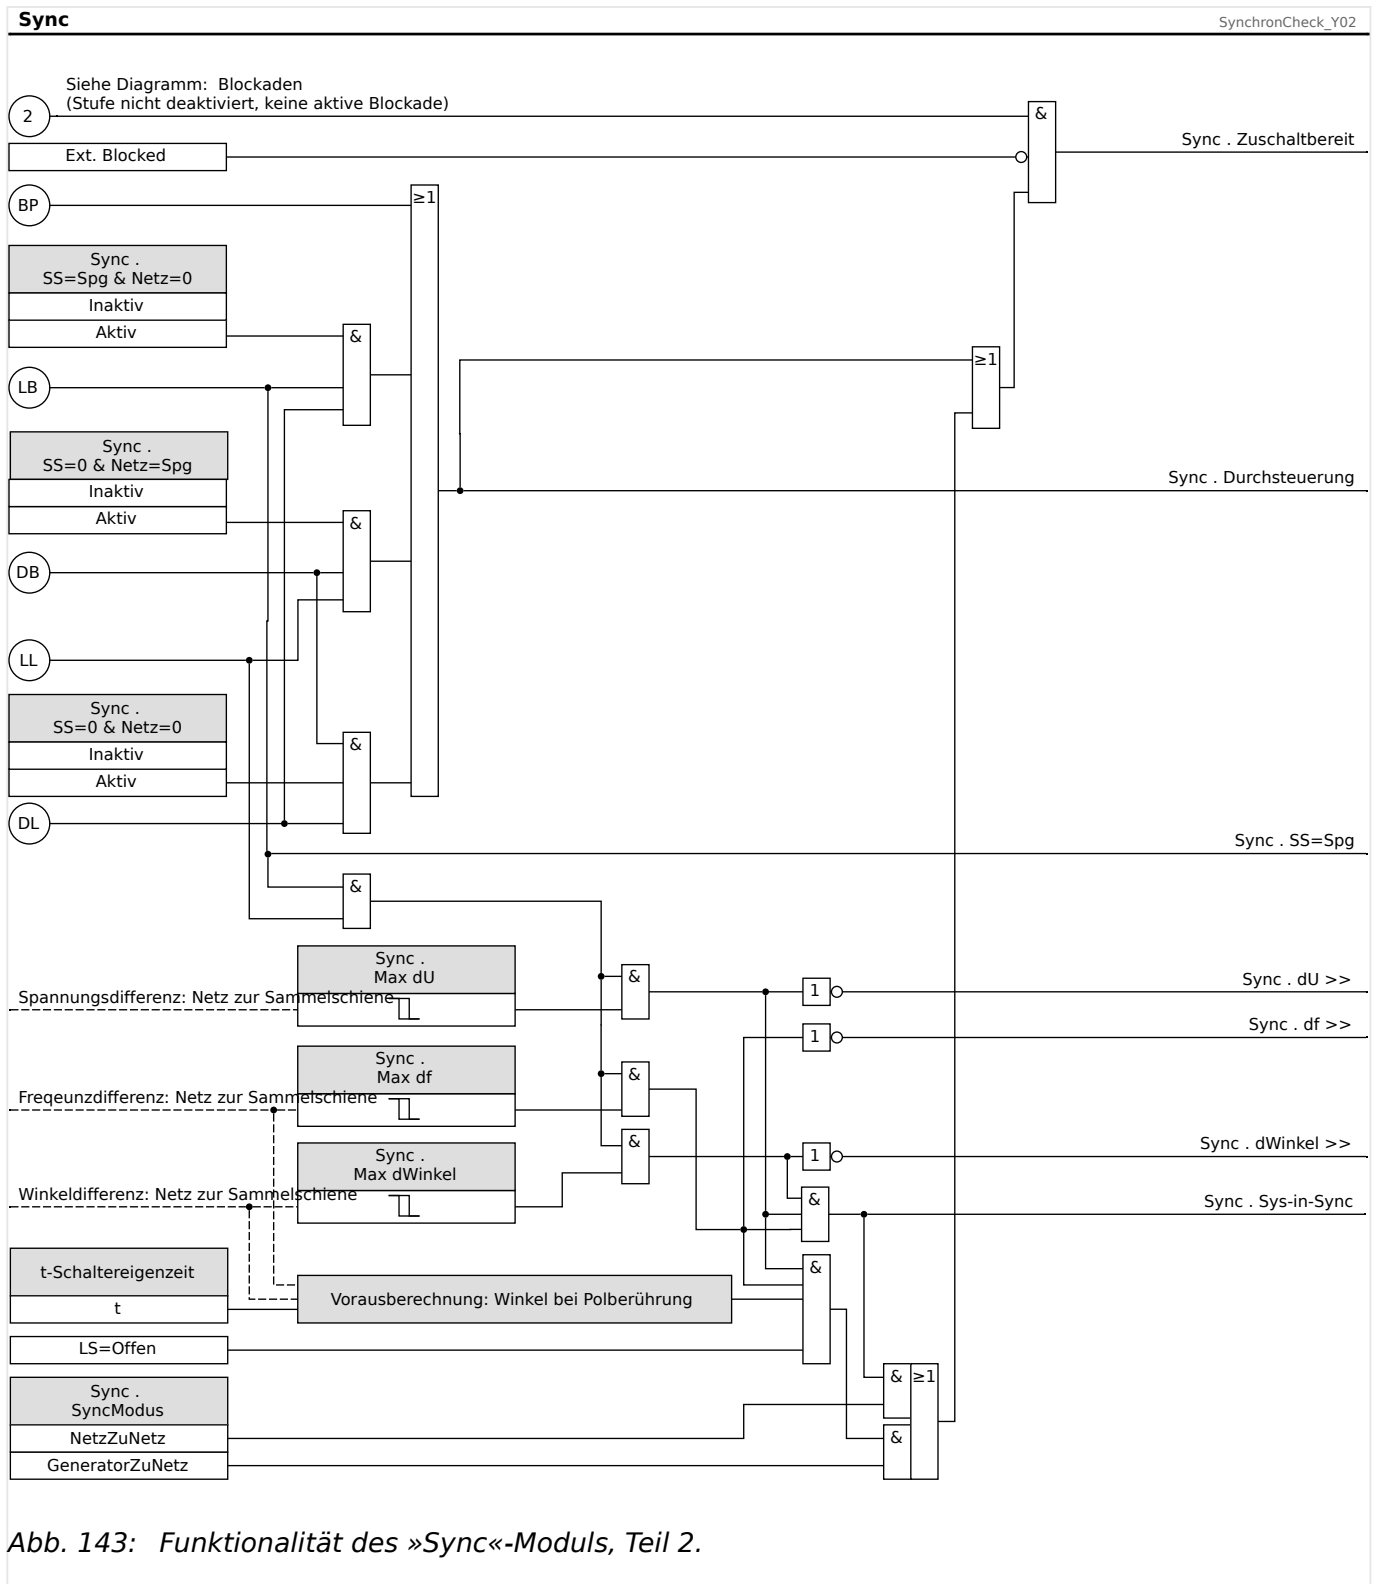 Sync
SynchronCheck_Y02
Siehe Diagramm: Blockaden
(Stufe nicht deaktiviert, keine aktive Blockade)
2
&
Sync . Zuschaltbereit
Ext. Blocked
BP
≥1
Sync .
SS=Spg & Netz=0
Inaktiv
Aktiv
&
≥1
LB
Sync .
SS=0 & Netz=Spg
Inaktiv
Aktiv
&
Sync . Durchsteuerung
DB
LL
Sync .
SS=0 & Netz=0
Inaktiv
Aktiv
&
DL
Sync . SS=Spg
&
Sync .
Max dU
Spannungsdifferenz: Netz zur Sammelschiene
&
1
Sync . dU >>
1
Sync . df >>
Sync .
Max df
Freqeunzdifferenz: Netz zur Sammelschiene
&
&
1
Sync . dWinkel >>
Sync .
Max dWinkel
Winkeldifferenz: Netz zur Sammelschiene
&
Sync . Sys-in-Sync
t-Schaltereigenzeit
t
&
Vorausberechnung: Winkel bei Polberührung
LS=Offen
Sync .
SyncModus
NetzZuNetz
GeneratorZuNetz
&
≥1
&
Abb. 143: Funktionalität des »Sync«-Moduls, Teil 2.